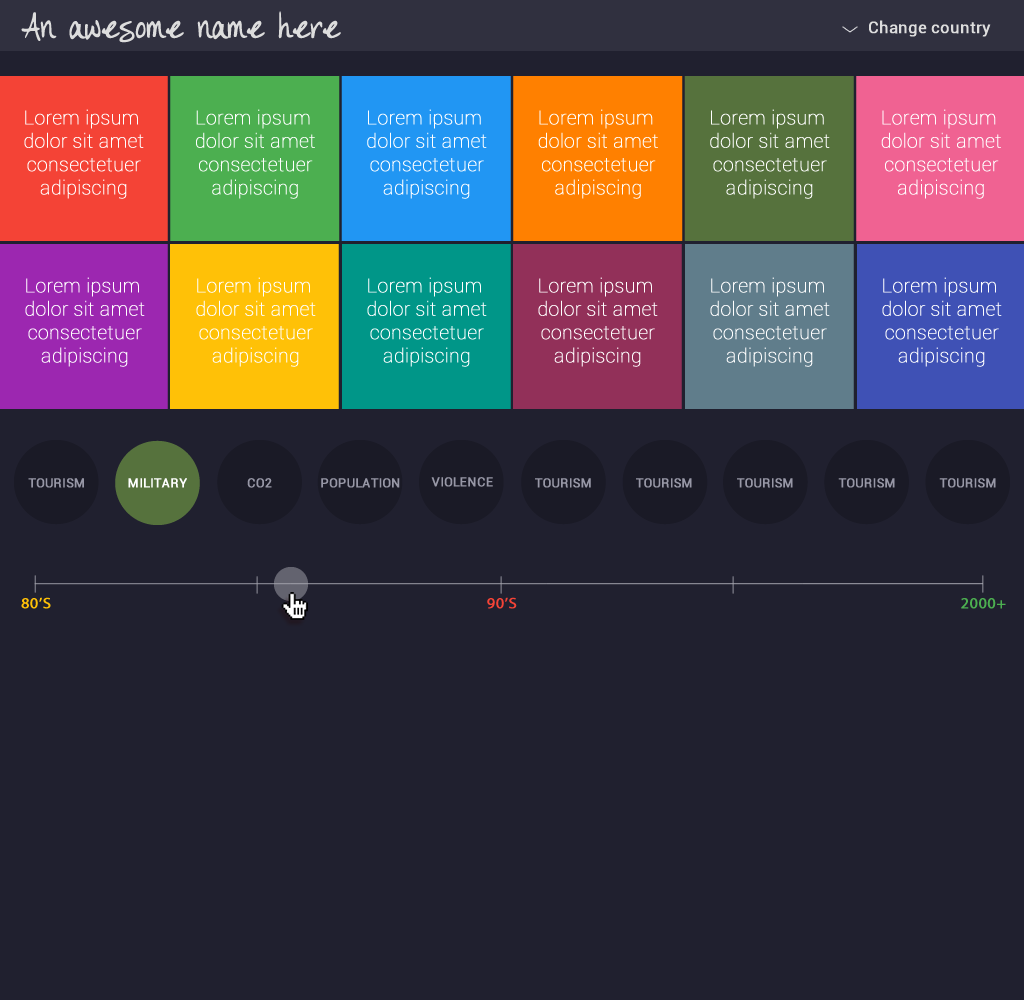 An awesome name here
Change country
Lorem ipsum
dolor sit amet
consectetuer
adipiscing
Lorem ipsum
dolor sit amet
consectetuer
adipiscing
Lorem ipsum
dolor sit amet
consectetuer
adipiscing
Lorem ipsum
dolor sit amet
consectetuer
adipiscing
Lorem ipsum
dolor sit amet
consectetuer
adipiscing
Lorem ipsum
dolor sit amet
consectetuer
adipiscing
Lorem ipsum
dolor sit amet
consectetuer
adipiscing
Lorem ipsum
dolor sit amet
consectetuer
adipiscing
Lorem ipsum
dolor sit amet
consectetuer
adipiscing
Lorem ipsum
dolor sit amet
consectetuer
adipiscing
Lorem ipsum
dolor sit amet
consectetuer
adipiscing
Lorem ipsum
dolor sit amet
consectetuer
adipiscing
TOURISM
MILITARY
CO2
POPULATION
VIOLENCE
TOURISM
TOURISM
TOURISM
TOURISM
TOURISM
80'S
90'S
2000+